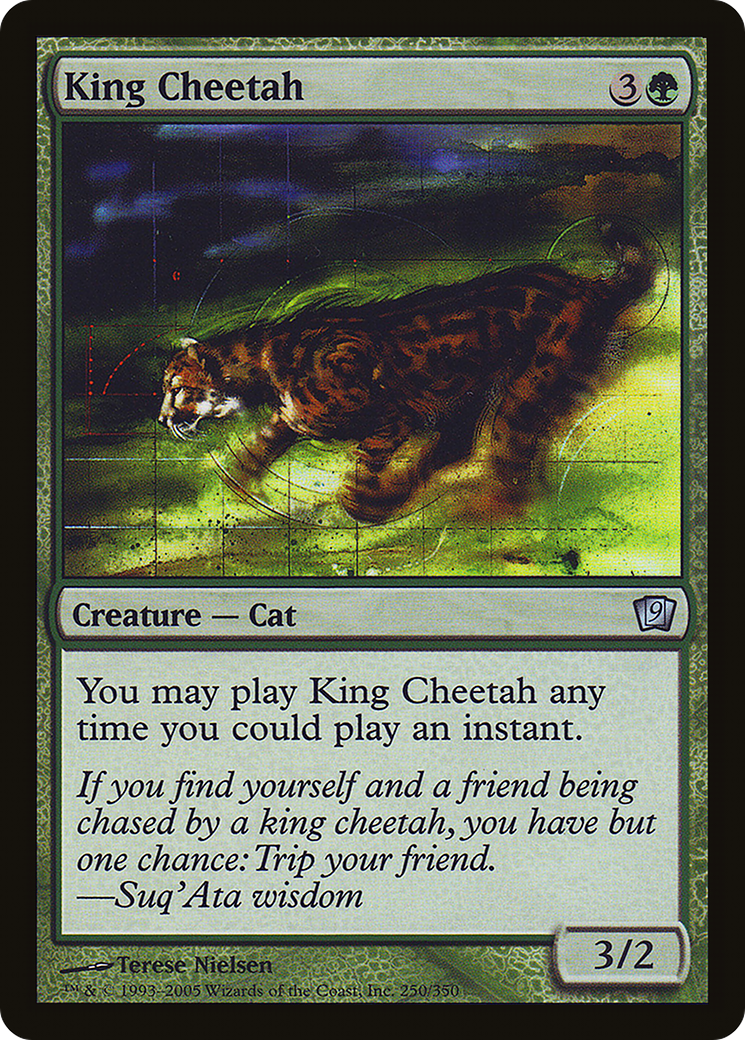 King Cheetah 3
Creature — Cat 9
You may play King Cheetah any
time you could play an instant.
If you find yourself and a friend being
chased by a king cheetah, you have but
one chance: Trip your friend.
—Suq'Ata wisdom
3/2
Terese Nielsen
™ & © 1993–2005 Wizards of the Coast, Inc. 250/350